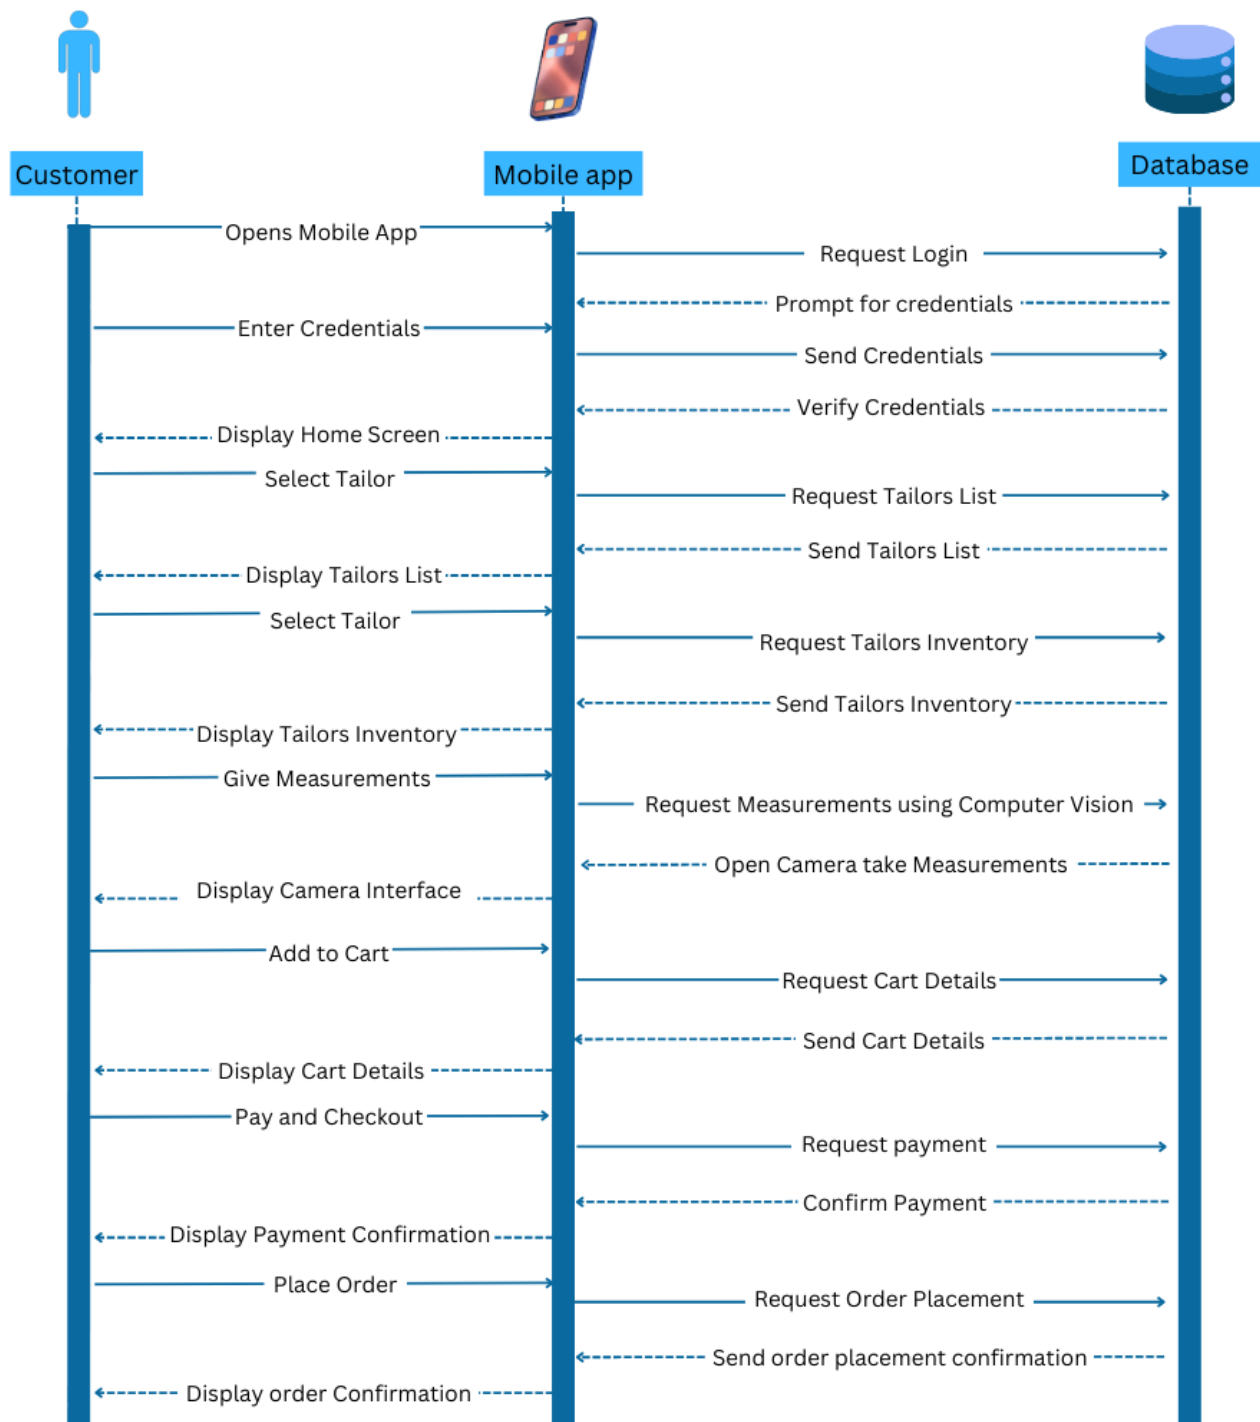 Customer
Mobile app
Database
Opens Mobile App
Request Login
Prompt for credentials
Enter Credentials
Send Credentials
Verify Credentials
Display Home Screen
Select Tailor
Request Tailors List
Send Tailors List
Display Tailors List
Select Tailor
Request Tailors Inventory
Send Tailors Inventory
Display Tailors Inventory
Give Measurements
Request Measurements using Computer Vision
Open Camera take Measurements
Display Camera Interface
Add to Cart
Request Cart Details
Send Cart Details
Display Cart Details
Pay and Checkout
Request payment
Confirm Payment
Display Payment Confirmation
Place Order
Request Order Placement
Send order placement confirmation
Display order Confirmation